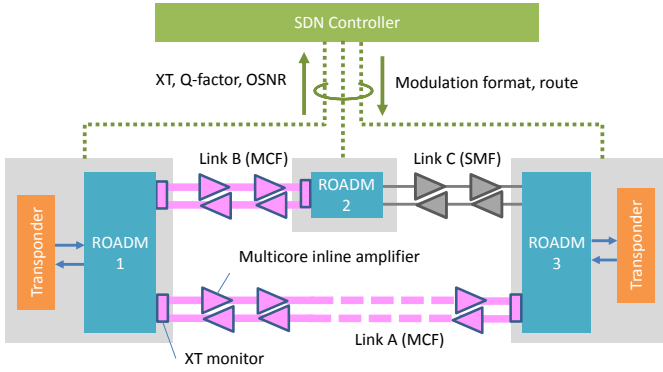 SDN Controller
XT, Q-factor, OSNR
Modulation format, route
Link B (MCF)
Link C (SMF)
Transponder
ROADM
1
ROADM
2
ROADM
3
Transponder
Multicore inline amplifier
Link A (MCF)
XT monitor